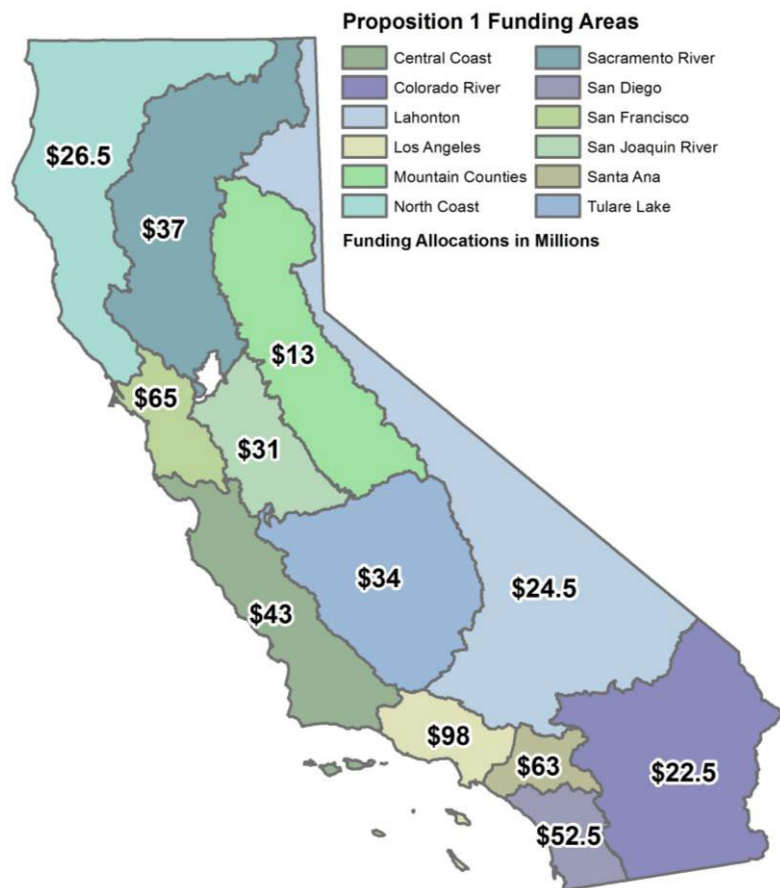 Proposition 1 Funding Areas
Central Coast
Sacramento River
Colorado River
San Diego
Lahonton
San Francisco
Los Angeles
San Joaquin River
Mountain Counties
Santa Ana
North Coast
Tulare Lake
Funding Allocations in Millions
$26.5
$37
$13
$65
$31
$34
$24.5
$43
$98
$63
$22.5
$52.5